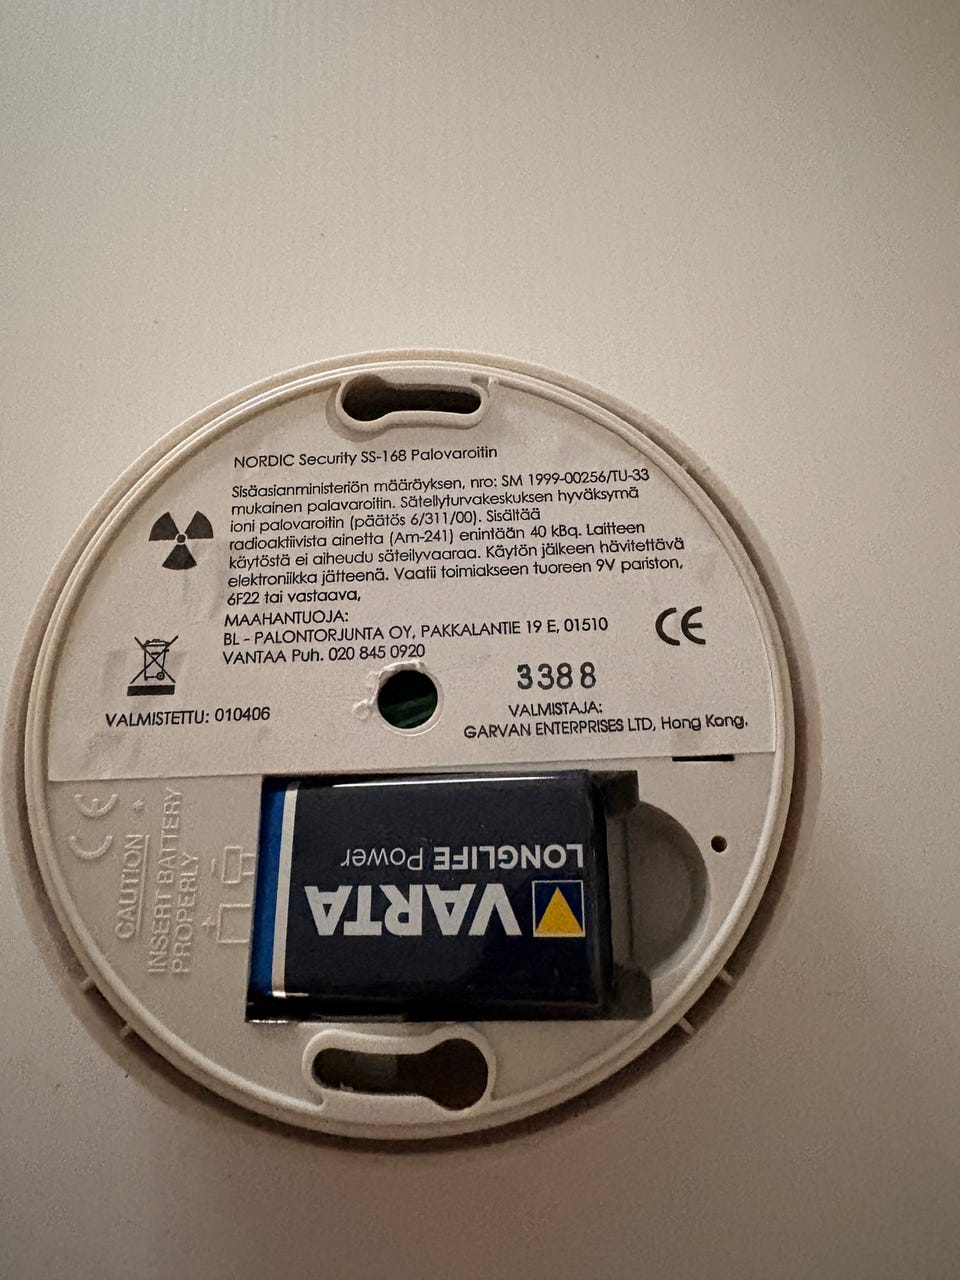 NORDIC Security SS-168 Palovaroitin
Sisäasianministeriön määräyksen, nro: SM 1999-00256/TU-33
mukainen palavaroitin. Sätellyturvakeskuksen hyväksymä
ioni palovaroitin (päätös 6/311/00). Sisältää
radioaktiivista ainetta (Am-241) enintään 40 kBq. Laitteen
käytöstä ei aiheudu säteilyvaaraa. Käytön jälkeen hävitettävä
elektroniikka jätteenä. Vaatii toimiakseen tuoreen 9V pariston,
6F22 tai vastaava,
MAAHANTUOJA:
BL - PALONTORJUNTA OY, PAKKALANTIE 19 E, 01510
VANTAA Puh. 020 845 0920
CE
3388
VALMISTETTU: 010406
VALMISTAJA:
GARVAN ENTERPRISES LTD, Hong Kong.
CE
CAUTION
INSERT BATTERY
PROPERLY
+
VARTA
LONGLIFE Power